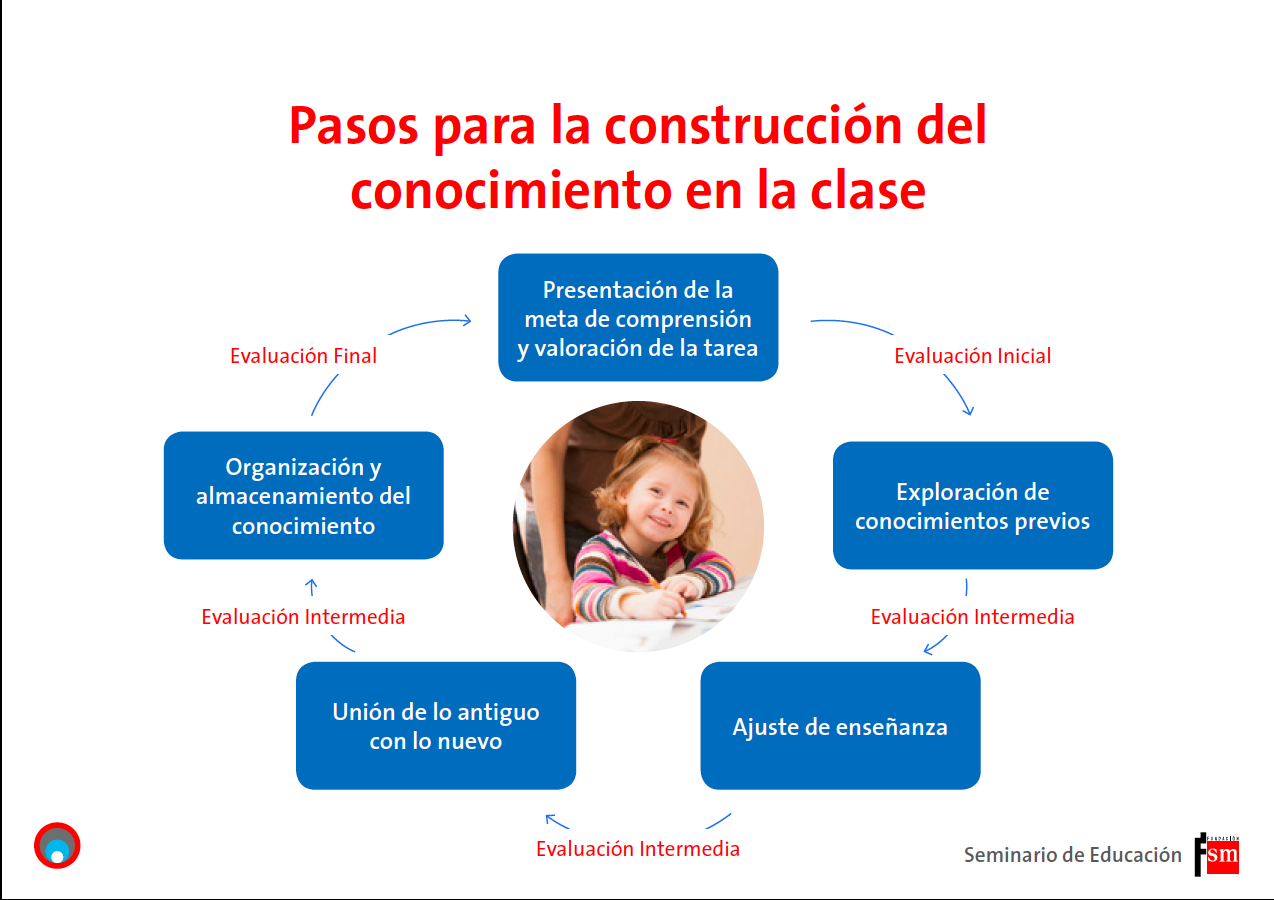 Pasos para la construcción del
conocimiento en la clase
Presentación de la
meta de comprensión
y valoración de la tarea
Evaluación Final
Evaluación Inicial
Organización y
almacenamiento del
conocimiento
Exploración de
conocimientos previos
Evaluación Intermedia
Evaluación Intermedia
Unión de lo antiguo
con lo nuevo
Ajuste de enseñanza
Evaluación Intermedia
Seminario de Educación
FUNDACIÓN
fsm